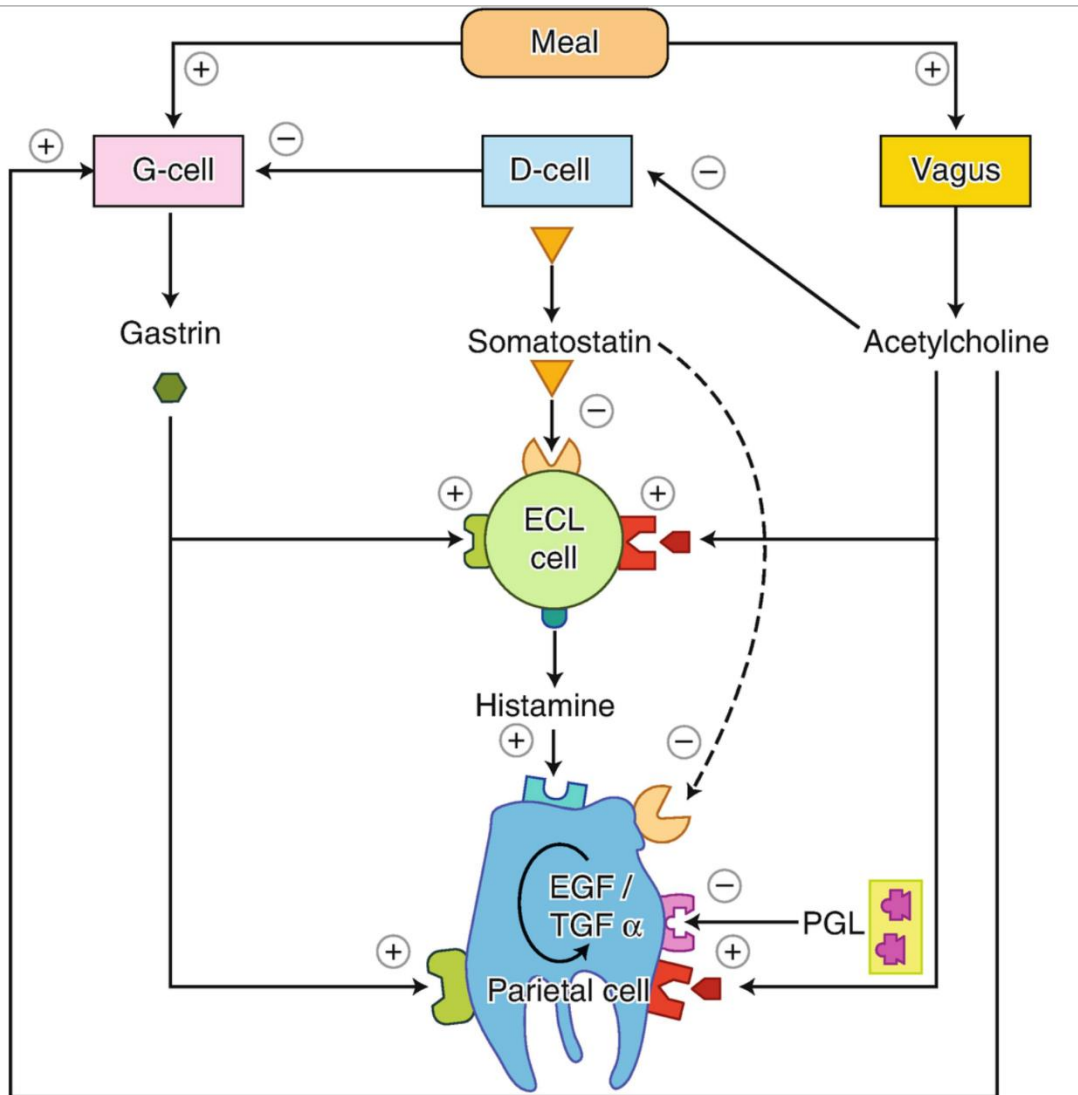 Meal
+
+
+
−
−
G-cell
D-cell
Vagus
Gastrin
Somatostatin
Acetylcholine
−
+
+
ECL
cell
Histamine
+
−
EGF /
TGF α
−
PGL
+
+
Parietal cell